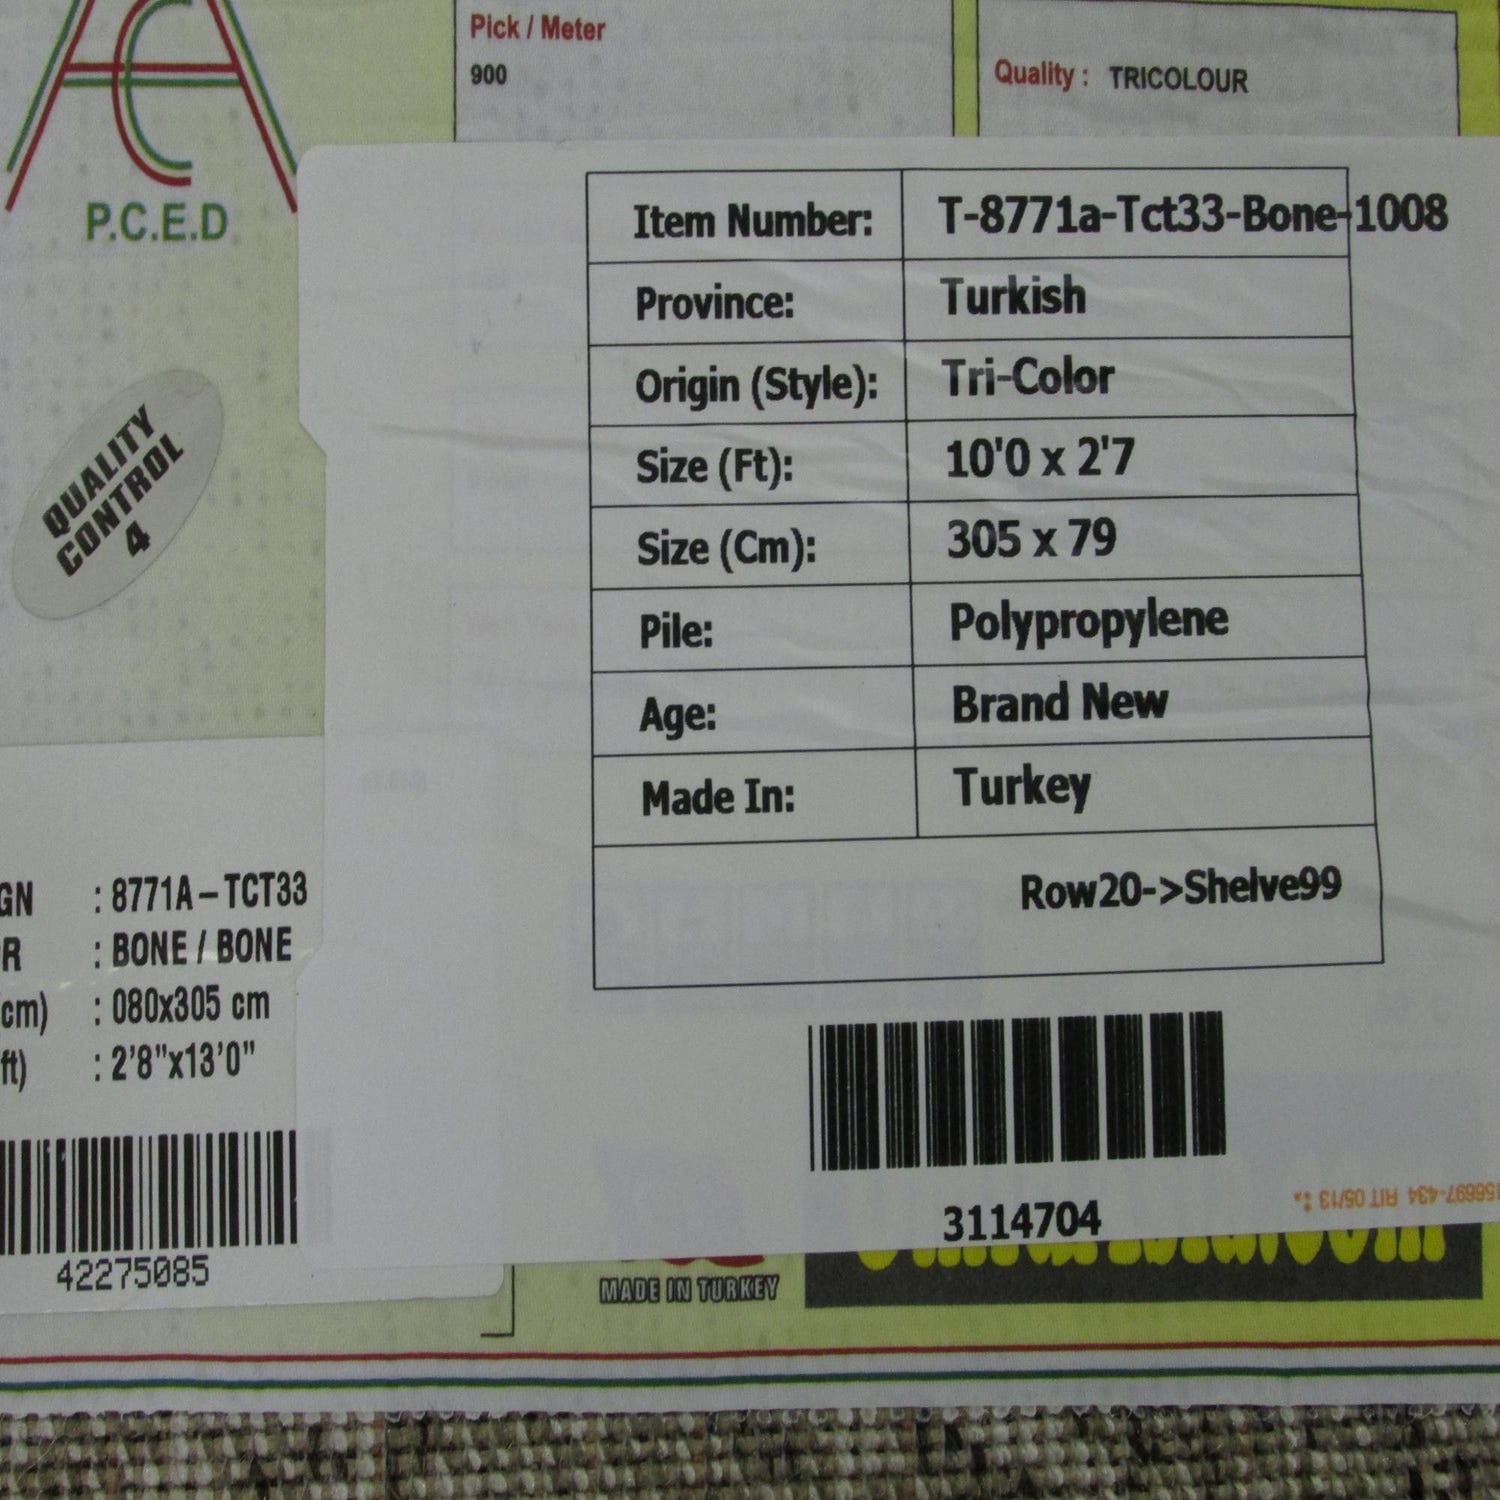 Pick / Meter
900
Quality : TRICOLOUR
P.C.E.D
QUALITY
CONTROL
4
Item Number: T-8771a-Tct33-Bone-1008
Province: Turkish
Origin (Style): Tri-Color
Size (Ft): 10'0 x 2'7
Size (Cm): 305 x 79
Pile: Polypropylene
Age: Brand New
Made In: Turkey
Row20->Shelve99
3114704
GN : 8771A-TCT33
R : BONE / BONE
cm) : 080x305 cm
ft) : 2'8"x13'0"
42275085
MADE IN TURKEY